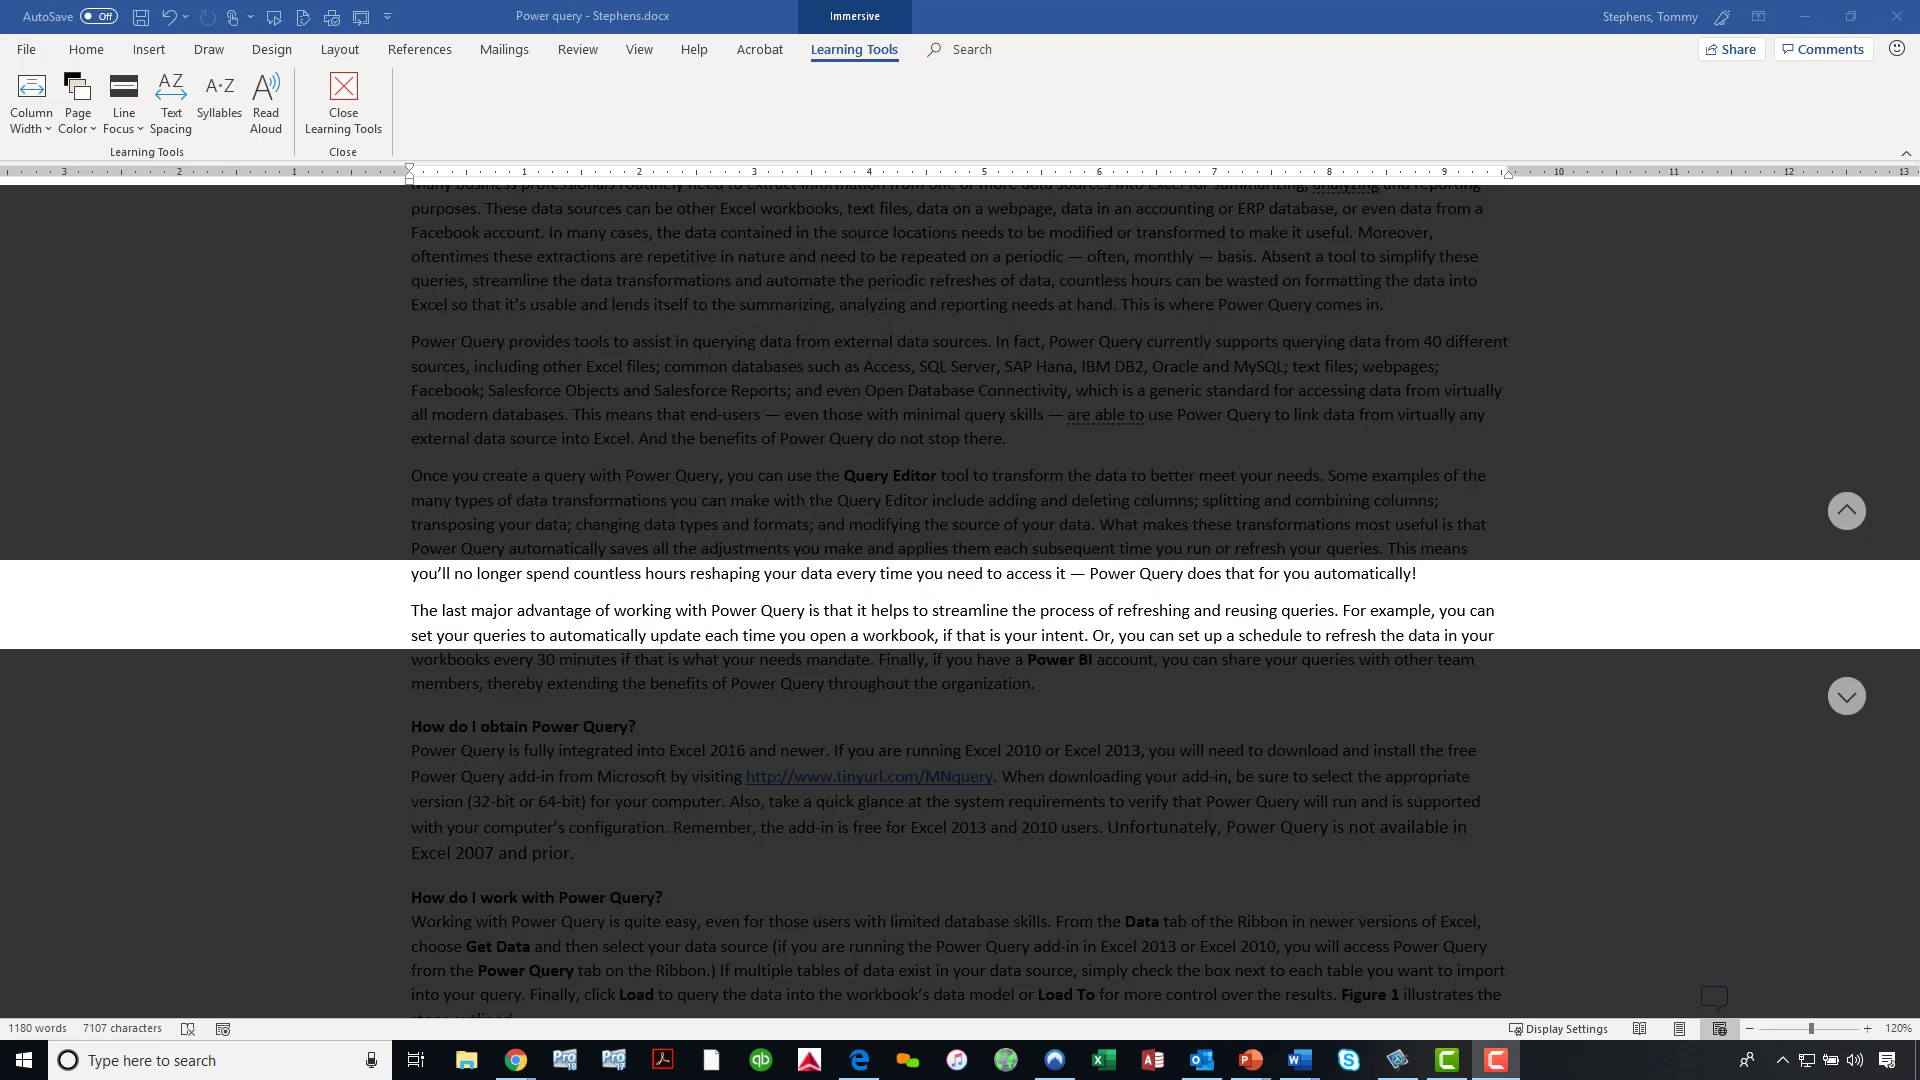 AutoSave Off Power query - Stephens.docx Immersive Stephens, Tommy
File Home Insert Draw Design Layout References Mailings Review View Help Acrobat Learning Tools Search Share Comments
Column Width Page Color Line Focus Text Spacing Syllables Read Aloud Close Learning Tools
Learning Tools Close
3 2 1 1 2 3 4 5 6 7 8 9 10 11 12 13
Many business professionals routinely need to extract information from one or more data sources into Excel for summarizing, analyzing and reporting
purposes. These data sources can be other Excel workbooks, text files, data on a webpage, data in an accounting or ERP database, or even data from a
Facebook account. In many cases, the data contained in the source locations needs to be modified or transformed to make it useful. Moreover,
oftentimes these extractions are repetitive in nature and need to be repeated on a periodic — often, monthly — basis. Absent a tool to simplify these
queries, streamline the data transformations and automate the periodic refreshes of data, countless hours can be wasted on formatting the data into
Excel so that it's usable and lends itself to the summarizing, analyzing and reporting needs at hand. This is where Power Query comes in.
Power Query provides tools to assist in querying data from external data sources. In fact, Power Query currently supports querying data from 40 different
sources, including other Excel files; common databases such as Access, SQL Server, SAP Hana, IBM DB2, Oracle and MySQL; text files; webpages;
Facebook; Salesforce Objects and Salesforce Reports; and even Open Database Connectivity, which is a generic standard for accessing data from virtually
all modern databases. This means that end-users — even those with minimal query skills — are able to use Power Query to link data from virtually any
external data source into Excel. And the benefits of Power Query do not stop there.
Once you create a query with Power Query, you can use the Query Editor tool to transform the data to better meet your needs. Some examples of the
many types of data transformations you can make with the Query Editor include adding and deleting columns; splitting and combining columns;
transposing your data; changing data types and formats; and modifying the source of your data. What makes these transformations most useful is that
Power Query automatically saves all the adjustments you make and applies them each subsequent time you run or refresh your queries. This means
you'll no longer spend countless hours reshaping your data every time you need to access it — Power Query does that for you automatically!
The last major advantage of working with Power Query is that it helps to streamline the process of refreshing and reusing queries. For example, you can
set your queries to automatically update each time you open a workbook, if that is your intent. Or, you can set up a schedule to refresh the data in your
workbooks every 30 minutes if that is what your needs mandate. Finally, if you have a Power BI account, you can share your queries with other team
members, thereby extending the benefits of Power Query throughout the organization.
How do I obtain Power Query?
Power Query is fully integrated into Excel 2016 and newer. If you are running Excel 2010 or Excel 2013, you will need to download and install the free
Power Query add-in from Microsoft by visiting http://www.tinyurl.com/MNquery. When downloading your add-in, be sure to select the appropriate
version (32-bit or 64-bit) for your computer. Also, take a quick glance at the system requirements to verify that Power Query will run and is supported
with your computer's configuration. Remember, the add-in is free for Excel 2013 and 2010 users. Unfortunately, Power Query is not available in
Excel 2007 and prior.
How do I work with Power Query?
Working with Power Query is quite easy, even for those users with limited database skills. From the Data tab of the Ribbon in newer versions of Excel,
choose Get Data and then select your data source (if you are running the Power Query add-in in Excel 2013 or Excel 2010, you will access Power Query
from the Power Query tab on the Ribbon.) If multiple tables of data exist in your data source, simply check the box next to each table you want to import
into your query. Finally, click Load to query the data into the workbook's data model or Load To for more control over the results. Figure 1 illustrates the
1180 words 7107 characters Display Settings 120%
Type here to search